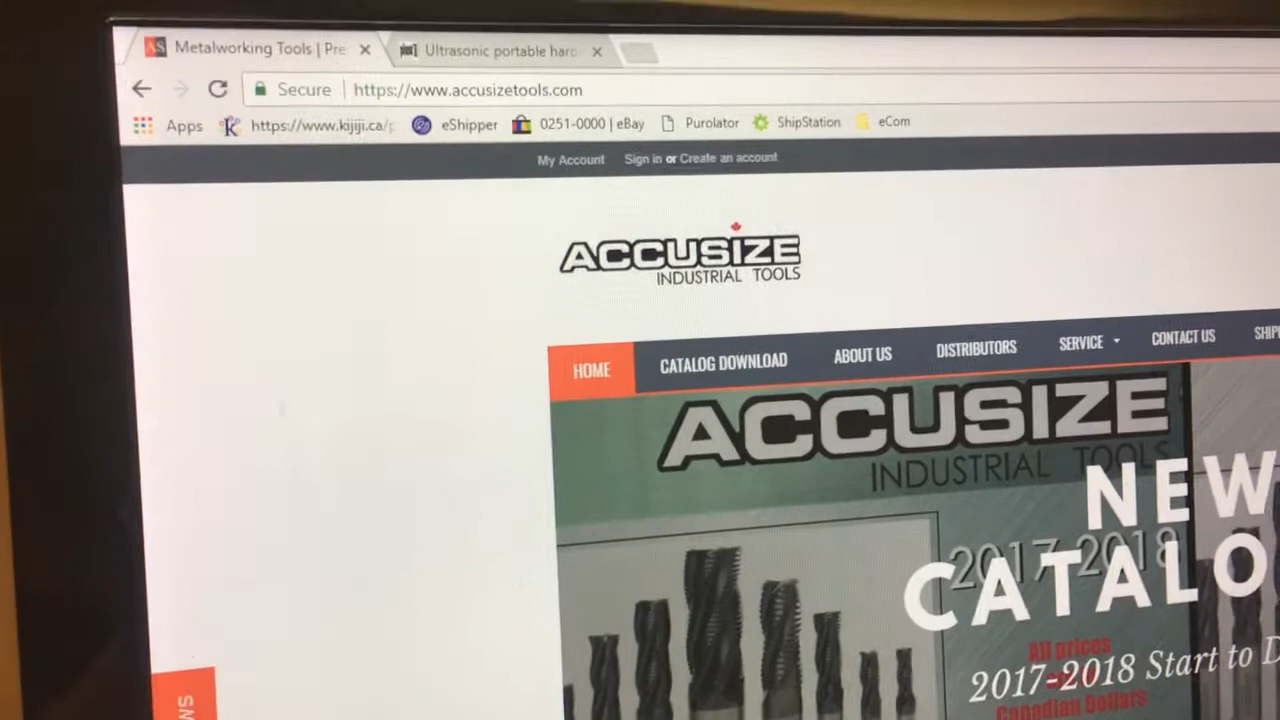 Metalworking Tools | Pre
Ultrasonic portable hard
Secure https://www.accusizetools.com
Apps https://www.kijiji.ca/p eShipper 0251-0000 | eBay Purolator ShipStation eCom
My Account Sign in or Create an account
ACCUSIZE
INDUSTRIAL TOOLS
HOME CATALOG DOWNLOAD ABOUT US DISTRIBUTORS SERVICE CONTACT US SHIP
ACCUSIZE
INDUSTRIAL TOOLS
NEW
2017-2018
CATALO
All prices
2017-2018 Start to D
Canadian Dollars
WS